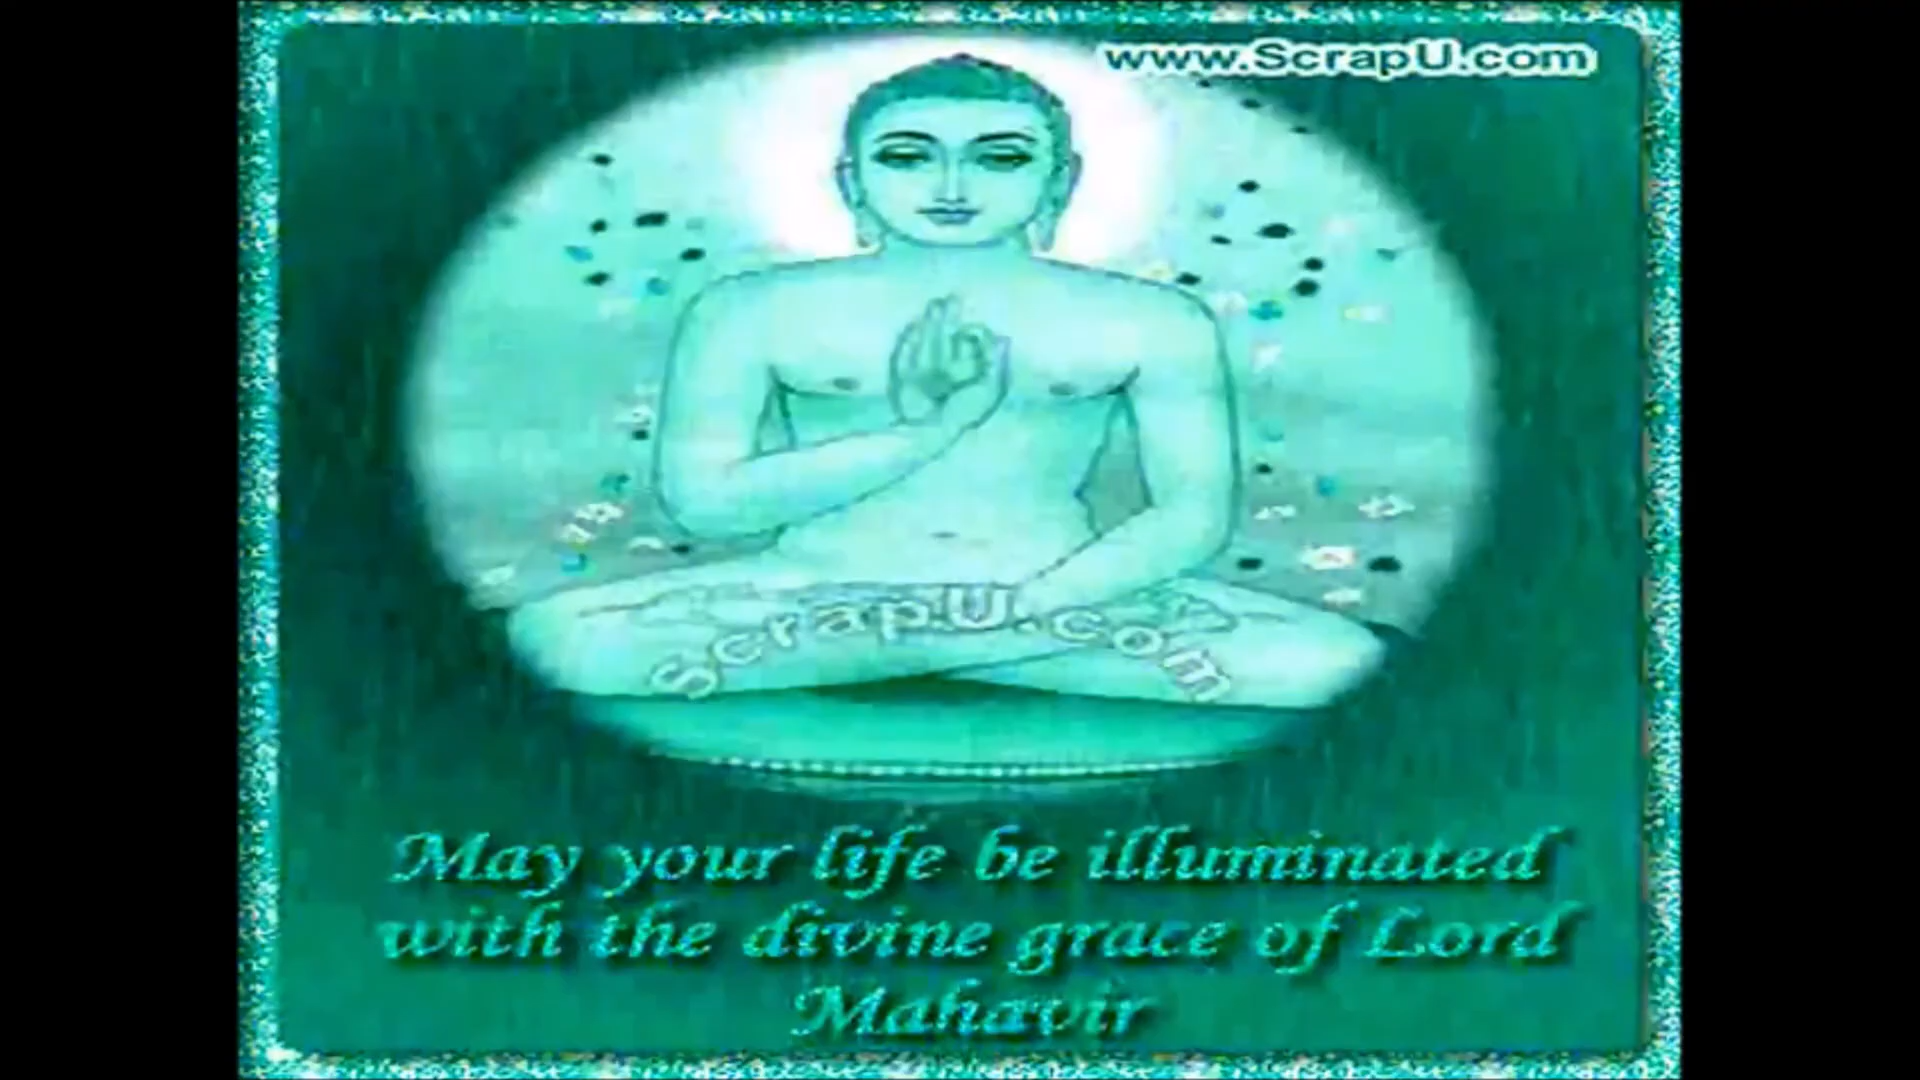 www.ScrapU.com
ScrapU.com
May your life be illuminated
with the divine grace of Lord
Mahavir